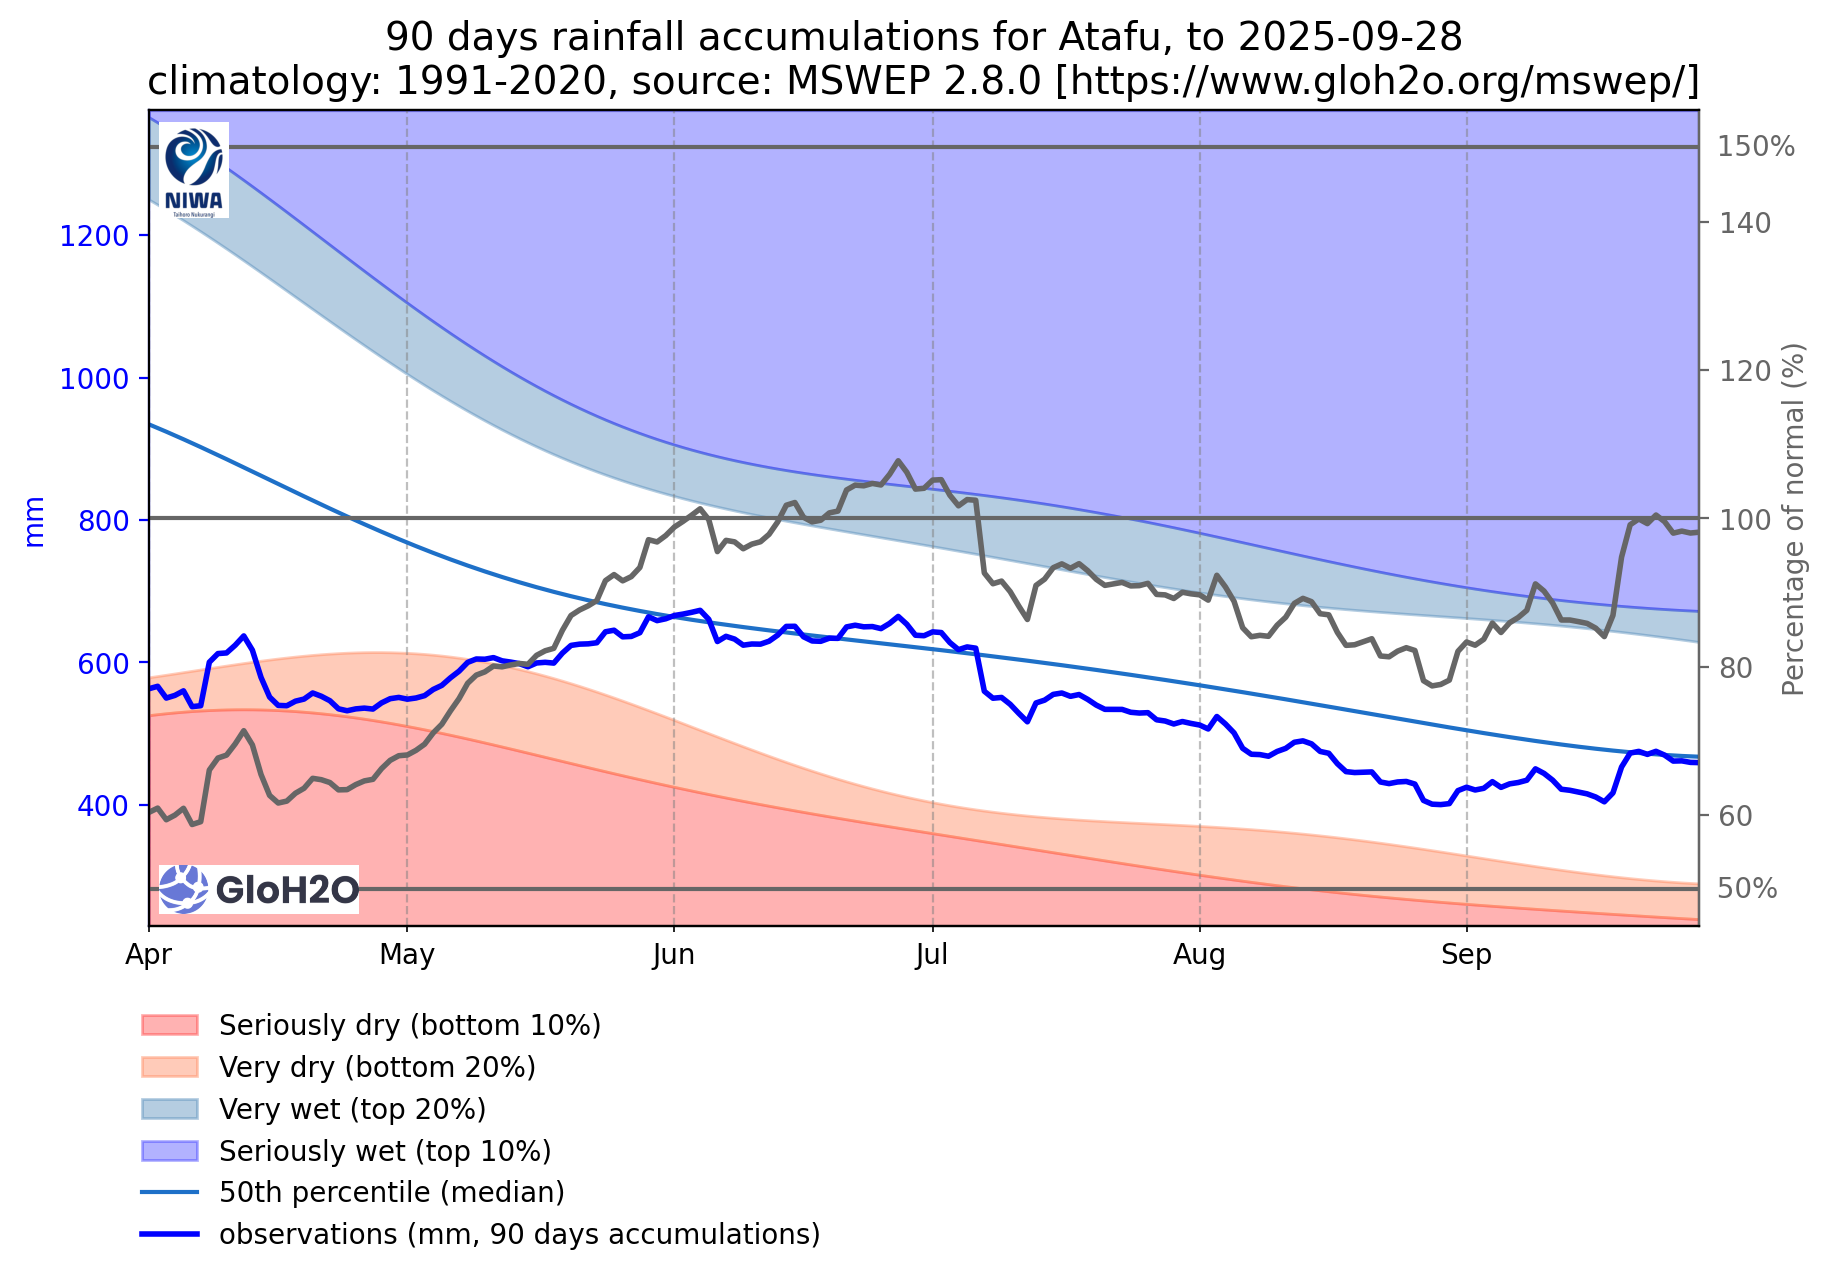 90 days rainfall accumulations for Atafu, to 2025-09-28
climatology: 1991-2020, source: MSWEP 2.8.0 [https://www.gloh2o.org/mswep/]
150%
NIWA
Taihoro Nukurangi
1200
140
1000
120
mm
800
100
Percentage of normal (%)
600
80
400
60
GloH2O
50%
Apr
May
Jun
Jul
Aug
Sep
Seriously dry (bottom 10%)
Very dry (bottom 20%)
Very wet (top 20%)
Seriously wet (top 10%)
50th percentile (median)
observations (mm, 90 days accumulations)